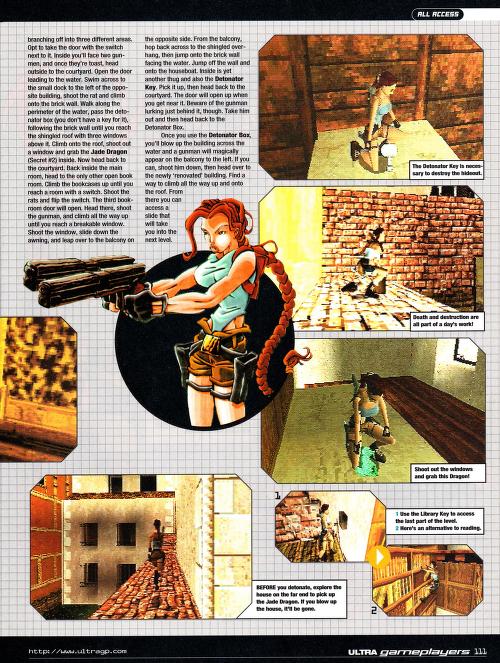 ALL ACCESS
branching off into three different areas.
Opt to take the door with the switch
next to it. Inside you'll face two gun-
men, and once they're toast, head
outside to the courtyard. Open the door
leading to the water. Swim across to
the small dock to the left of the oppo-
site building, shoot the rat and climb
onto the brick wall. Walk along the
perimeter of the water, pass the deto-
nator box (you don't have a key for it),
following the brick wall until you reach
the shingled roof with three windows
above it. Climb onto the roof, shoot out
a window and grab the Jade Dragon
(Secret #2) inside. Now head back to
the courtyard. Back inside the main
room, head to the only other open book
room. Climb the bookcases up until you
reach a room with a switch. Shoot the
rats and flip the switch. The third book-
room door will open. Head there, shoot
the gunman, and climb all the way up
until you reach a breakable window.
Shoot the window, slide down the
awning, and leap over to the balcony on
the opposite side. From the balcony,
hop back across to the shingled over-
hang, then jump onto the brick wall
facing the water. Jump off the wall and
onto the houseboat. Inside is yet
another thug and also the Detonator
Key. Pick it up, then head back to the
courtyard. The door will open up when
you get near it. Beware of the gunman
lurking just behind it, though. Take him
out and then head back to the
Detonator Box.
Once you use the Detonator Box,
you'll blow up the building across the
water and a gunman will magically
appear on the balcony to the left. If you
can, shoot him down, then head over to
the newly 'renovated' building. Find a
way to climb all the way up and onto
the roof. From
there you can
access a
slide that
will take
you into the
next level.
The Detonator Key is neces-
sary to destroy the hideout.
Death and destruction are
all part of a day's work!
Shoot out the windows
and grab this Dragon!
BEFORE you detonate, explore the
house on the far end to pick up
the Jade Dragon. If you blow up
the house, it'll be gone.
1
1 Use the Library Key to access
the last part of the level.
2 Here's an alternative to reading.
2
http://www.ultragp.com
ULTRA gameplayers 111